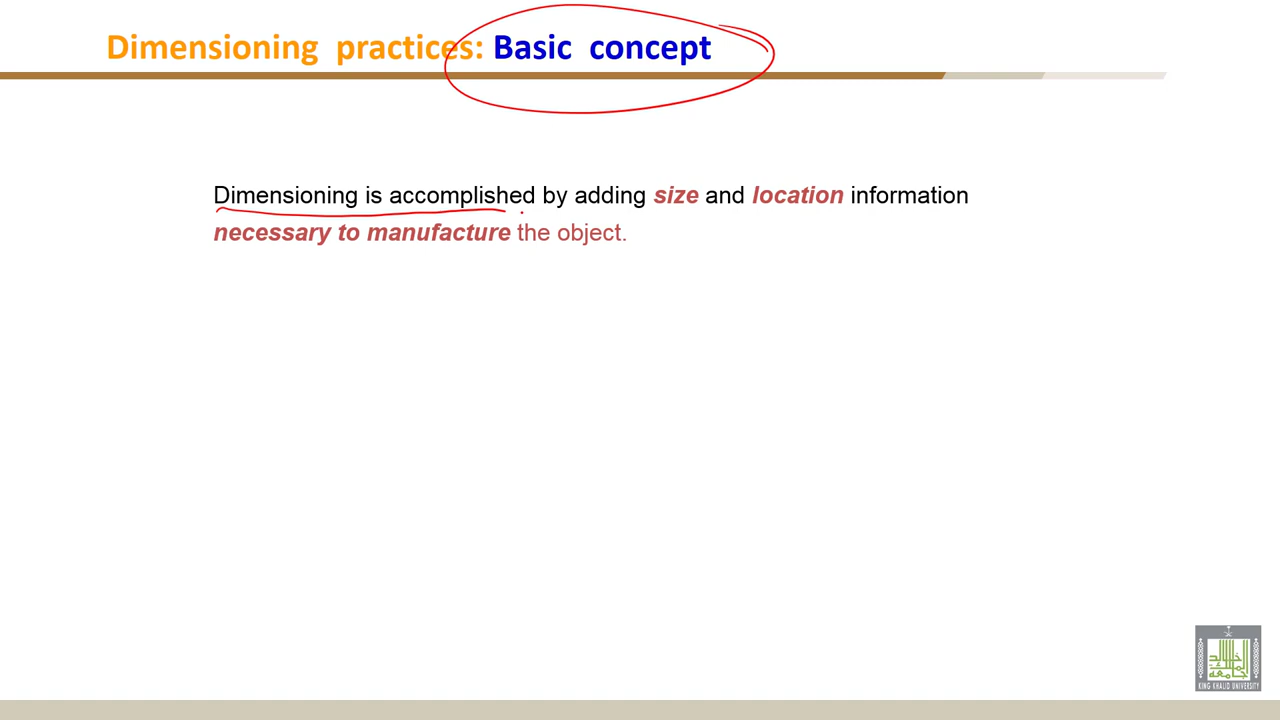 Dimensioning practices: Basic concept
Dimensioning is accomplished by adding size and location information
necessary to manufacture the object.
KING KHALID UNIVERSITY